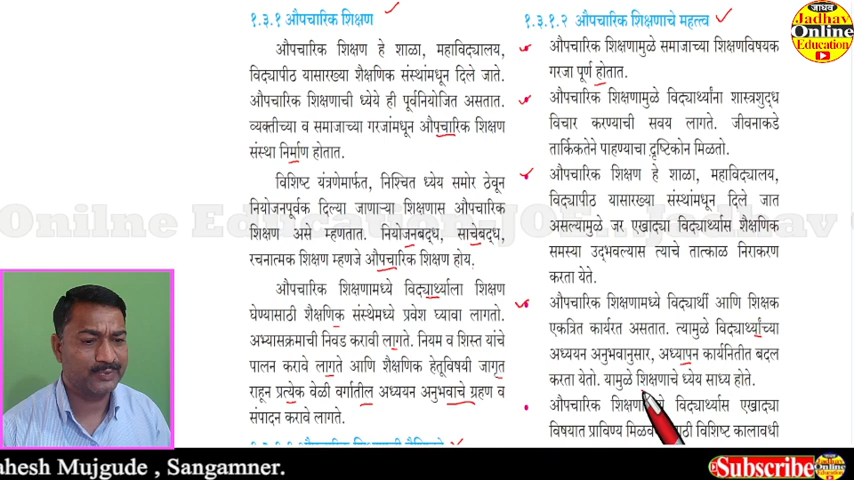 १.३.१ औपचारिक शिक्षण
औपचारिक शिक्षण हे शाळा, महाविद्यालय,
विद्यापीठ यासारख्या शैक्षणिक संस्थांमधून दिले जाते.
औपचारिक शिक्षणाची ध्येये ही पूर्वनियोजित असतात.
व्यक्तीच्या व समाजाच्या गरजांमधून औपचारिक शिक्षण
संस्था निर्माण होतात.
विशिष्ट यंत्रणेमार्फत, निश्चित ध्येय समोर ठेवून
नियोजनपूर्वक दिल्या जाणाऱ्या शिक्षणास औपचारिक
शिक्षण असे म्हणतात. नियोजनबद्ध, साचेबद्ध,
रचनात्मक शिक्षण म्हणजे औपचारिक शिक्षण होय.
औपचारिक शिक्षणामध्ये विद्यार्थ्याला शिक्षण
घेण्यासाठी शैक्षणिक संस्थेमध्ये प्रवेश घ्यावा लागतो.
अभ्यासक्रमाची निवड करावी लागते. नियम व शिस्त यांचे
पालन करावे लागते आणि शैक्षणिक हेतूविषयी जागृत
राहून प्रत्येक वेळी वर्गातील अध्ययन अनुभवाचे ग्रहण व
संपादन करावे लागते.
१.३.१.२ औपचारिक शिक्षणाचे महत्त्व
औपचारिक शिक्षणामुळे समाजाच्या शिक्षणविषयक
गरजा पूर्ण होतात.
औपचारिक शिक्षणामुळे विद्यार्थ्यांना शास्त्रशुद्ध
विचार करण्याची सवय लागते. जीवनाकडे
तार्किकतेने पाहण्याचा दृष्टिकोन मिळतो.
औपचारिक शिक्षण हे शाळा, महाविद्यालय,
विद्यापीठ यासारख्या संस्थांमधून दिले जात
असल्यामुळे जर एखाद्या विद्यार्थ्यास शैक्षणिक
समस्या उद्भवल्यास त्याचे तात्काळ निराकरण
करता येते.
औपचारिक शिक्षणामध्ये विद्यार्थी आणि शिक्षक
एकत्रित कार्यरत असतात. त्यामुळे विद्यार्थ्यांच्या
अध्ययन अनुभवानुसार, अध्यापन कार्यनितीत बदल
करता येतो. यामुळे शिक्षणाचे ध्येय साध्य होते.
औपचारिक विद्यार्थ्यास एखाद्या
विषयात प्राविण्य विशिष्ट कालावधी
जाधव
Jadhav
Online
Education
Onilne Education JOE Jadhav
ahesh Mujgude , Sangamner.
Subscribe
Jadhav
Online
Education